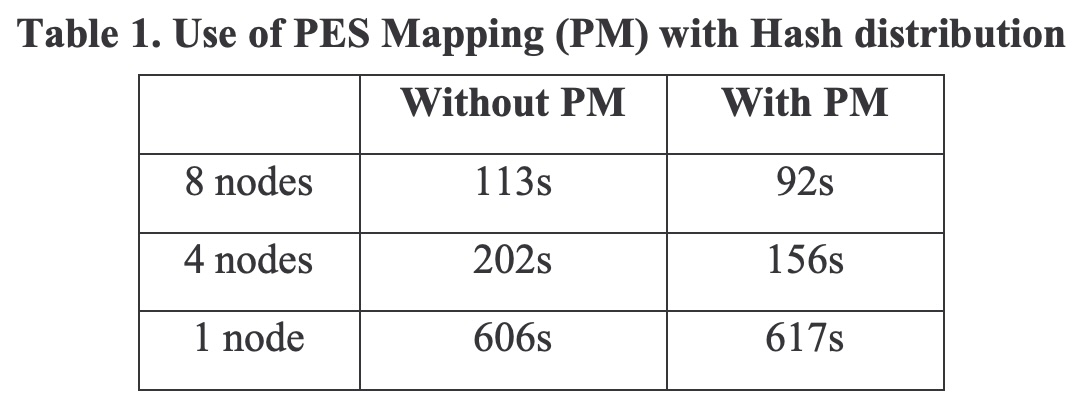 Table 1. Use of PES Mapping (PM) with Hash distribution
Without PM With PM
8 nodes 113s 92s
4 nodes 202s 156s
1 node 606s 617s